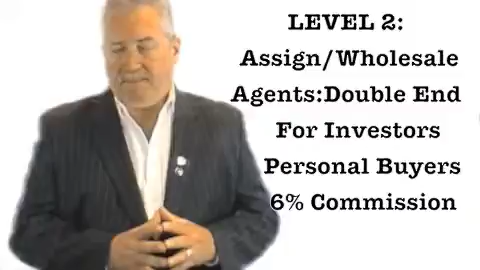 LEVEL 2:
Assign/Wholesale
Agents:Double End
For Investors
Personal Buyers
6% Commission